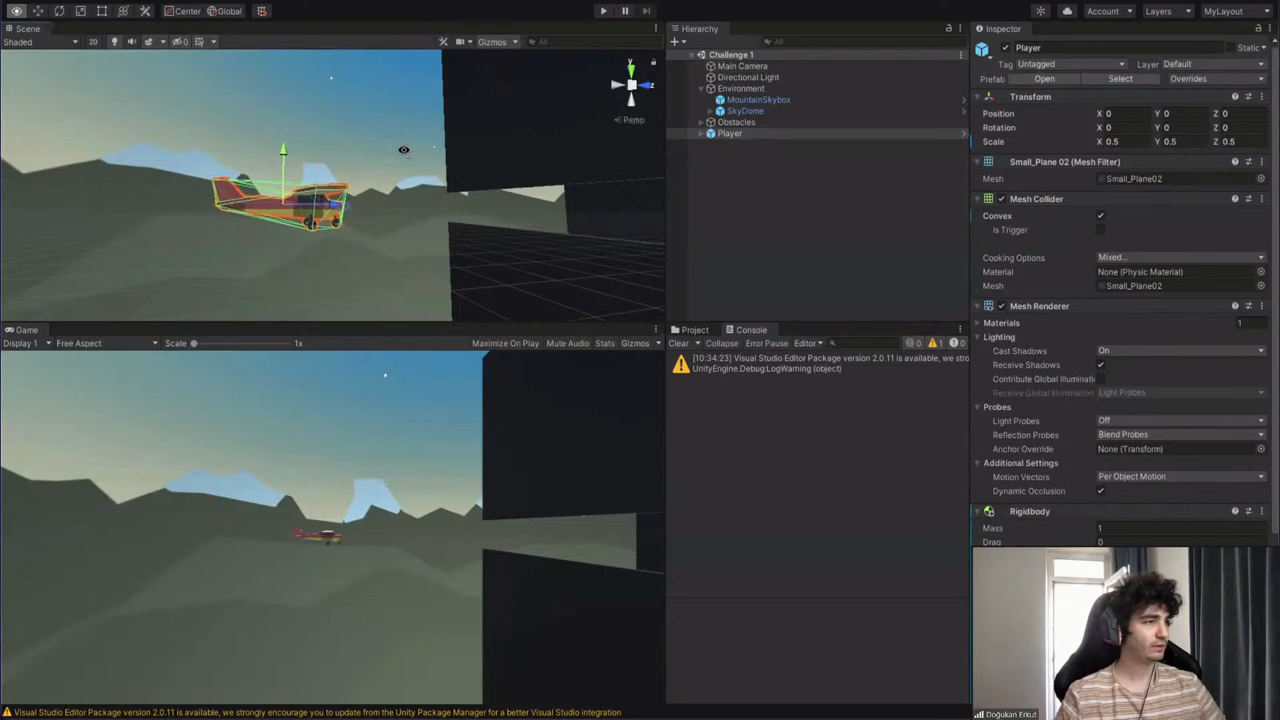 Center
Global
Account
Layers
MyLayout
Scene
Shaded
2D
0
Gizmos
All
y
z
Persp
Hierarchy
All
Challenge 1
Main Camera
Directional Light
Environment
MountainSkybox
SkyDome
Obstacles
Player
Inspector
Player
Static
Tag Untagged Layer Default
Prefab Open Select Overrides
Transform
Position X 0 Y 0 Z 0
Rotation X 0 Y 0 Z 0
Scale X 0.5 Y 0.5 Z 0.5
Small_Plane 02 (Mesh Filter)
Mesh Small_Plane02
Mesh Collider
Convex
Is Trigger
Cooking Options Mixed...
Material None (Physic Material)
Mesh Small_Plane02
Mesh Renderer
Materials 1
Lighting
Cast Shadows On
Receive Shadows
Contribute Global Illuminati
Receive Global Illumination Light Probes
Probes
Light Probes Off
Reflection Probes Blend Probes
Anchor Override None (Transform)
Additional Settings
Motion Vectors Per Object Motion
Dynamic Occlusion
Rigidbody
Mass 1
Drag 0
Game
Display 1 Free Aspect Scale 1x Maximize On Play Mute Audio Stats Gizmos
Project Console
Clear Collapse Error Pause Editor 0 1 0
[10:34:23] Visual Studio Editor Package version 2.0.11 is available, we stro
UnityEngine.Debug:LogWarning (object)
Visual Studio Editor Package version 2.0.11 is available, we strongly encourage you to update from the Unity Package Manager for a better Visual Studio integration
Doğukan Erkut